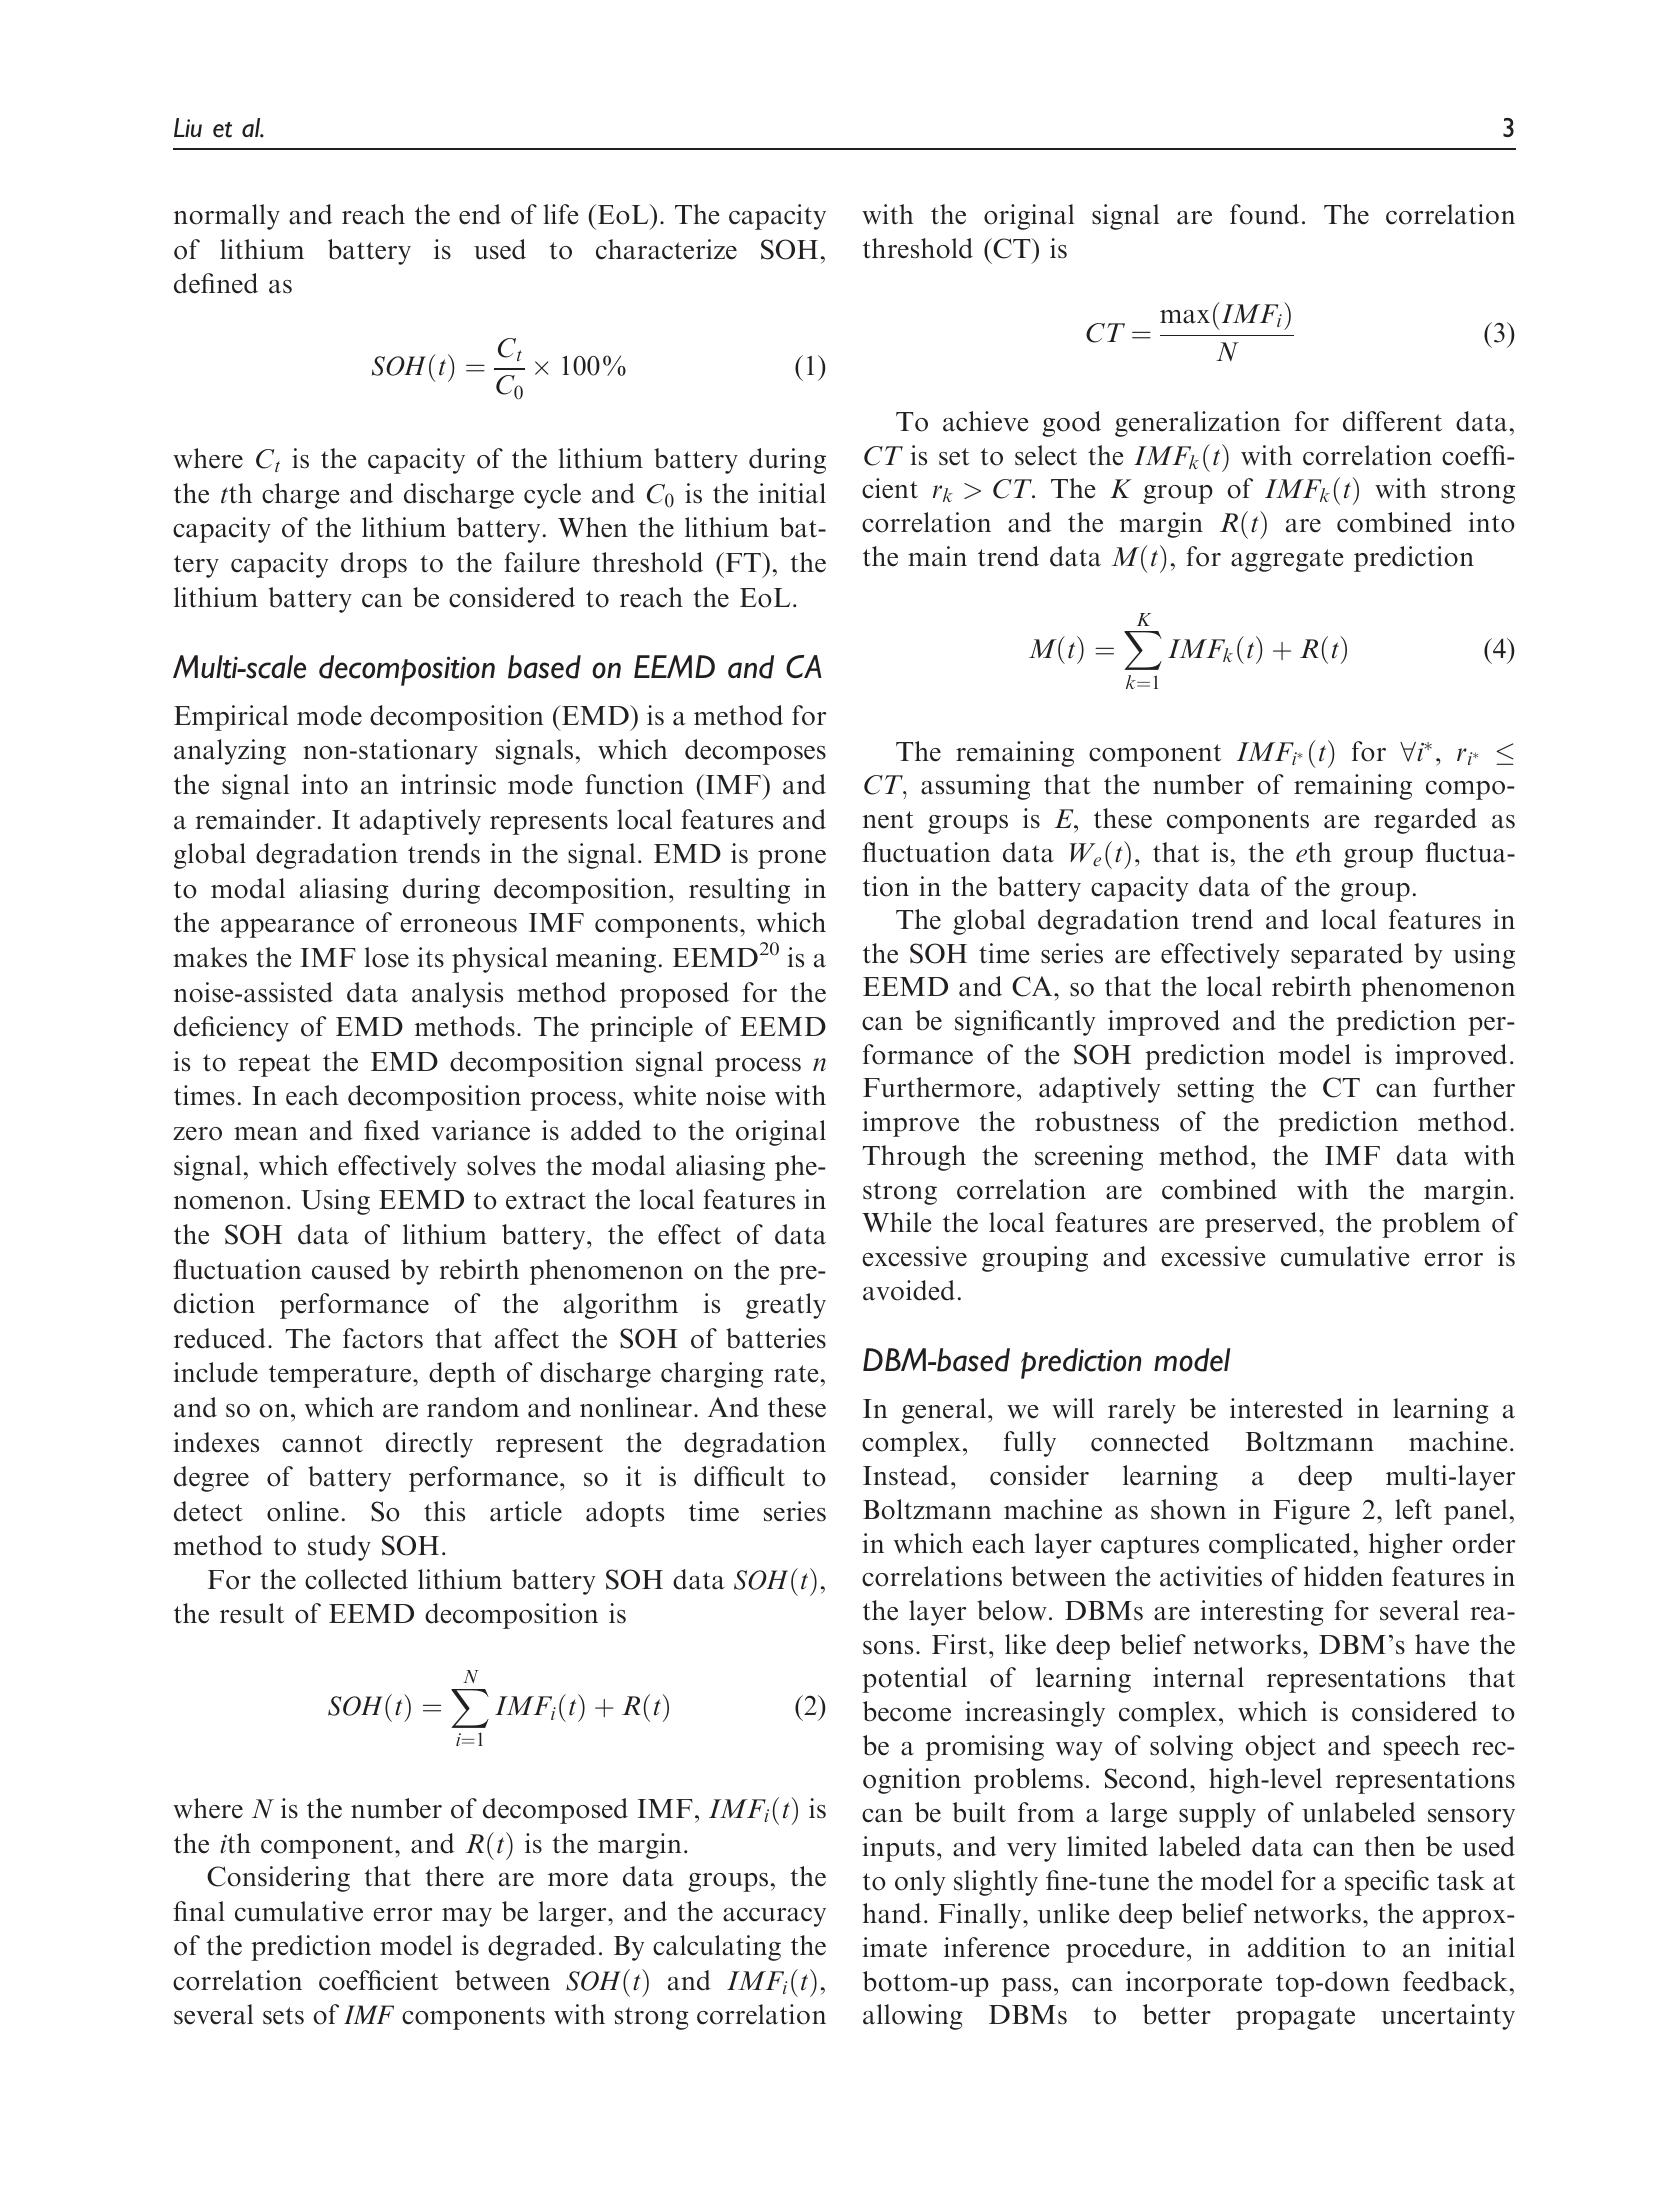 Liu et al.
3
normally and reach the end of life (EoL). The capacity
of lithium battery is used to characterize SOH,
defined as
SOH(t) = C_t / C_0 × 100% (1)
where C_t is the capacity of the lithium battery during
the tth charge and discharge cycle and C_0 is the initial
capacity of the lithium battery. When the lithium bat-
tery capacity drops to the failure threshold (FT), the
lithium battery can be considered to reach the EoL.
Multi-scale decomposition based on EEMD and CA
Empirical mode decomposition (EMD) is a method for
analyzing non-stationary signals, which decomposes
the signal into an intrinsic mode function (IMF) and
a remainder. It adaptively represents local features and
global degradation trends in the signal. EMD is prone
to modal aliasing during decomposition, resulting in
the appearance of erroneous IMF components, which
makes the IMF lose its physical meaning. EEMD²⁰ is a
noise-assisted data analysis method proposed for the
deficiency of EMD methods. The principle of EEMD
is to repeat the EMD decomposition signal process n
times. In each decomposition process, white noise with
zero mean and fixed variance is added to the original
signal, which effectively solves the modal aliasing phe-
nomenon. Using EEMD to extract the local features in
the SOH data of lithium battery, the effect of data
fluctuation caused by rebirth phenomenon on the pre-
diction performance of the algorithm is greatly
reduced. The factors that affect the SOH of batteries
include temperature, depth of discharge charging rate,
and so on, which are random and nonlinear. And these
indexes cannot directly represent the degradation
degree of battery performance, so it is difficult to
detect online. So this article adopts time series
method to study SOH.
For the collected lithium battery SOH data SOH(t),
the result of EEMD decomposition is
SOH(t) = ∑_{i=1}^{N} IMF_i(t) + R(t) (2)
where N is the number of decomposed IMF, IMF_i(t) is
the ith component, and R(t) is the margin.
Considering that there are more data groups, the
final cumulative error may be larger, and the accuracy
of the prediction model is degraded. By calculating the
correlation coefficient between SOH(t) and IMF_i(t),
several sets of IMF components with strong correlation
with the original signal are found. The correlation
threshold (CT) is
CT = max(IMF_i) / N (3)
To achieve good generalization for different data,
CT is set to select the IMF_k(t) with correlation coeffi-
cient r_k > CT. The K group of IMF_k(t) with strong
correlation and the margin R(t) are combined into
the main trend data M(t), for aggregate prediction
M(t) = ∑_{k=1}^{K} IMF_k(t) + R(t) (4)
The remaining component IMF_{i*}(t) for ∀i*, r_{i*} ≤
CT, assuming that the number of remaining compo-
nent groups is E, these components are regarded as
fluctuation data W_e(t), that is, the eth group fluctua-
tion in the battery capacity data of the group.
The global degradation trend and local features in
the SOH time series are effectively separated by using
EEMD and CA, so that the local rebirth phenomenon
can be significantly improved and the prediction per-
formance of the SOH prediction model is improved.
Furthermore, adaptively setting the CT can further
improve the robustness of the prediction method.
Through the screening method, the IMF data with
strong correlation are combined with the margin.
While the local features are preserved, the problem of
excessive grouping and excessive cumulative error is
avoided.
DBM-based prediction model
In general, we will rarely be interested in learning a
complex, fully connected Boltzmann machine.
Instead, consider learning a deep multi-layer
Boltzmann machine as shown in Figure 2, left panel,
in which each layer captures complicated, higher order
correlations between the activities of hidden features in
the layer below. DBMs are interesting for several rea-
sons. First, like deep belief networks, DBM's have the
potential of learning internal representations that
become increasingly complex, which is considered to
be a promising way of solving object and speech rec-
ognition problems. Second, high-level representations
can be built from a large supply of unlabeled sensory
inputs, and very limited labeled data can then be used
to only slightly fine-tune the model for a specific task at
hand. Finally, unlike deep belief networks, the approx-
imate inference procedure, in addition to an initial
bottom-up pass, can incorporate top-down feedback,
allowing DBMs to better propagate uncertainty